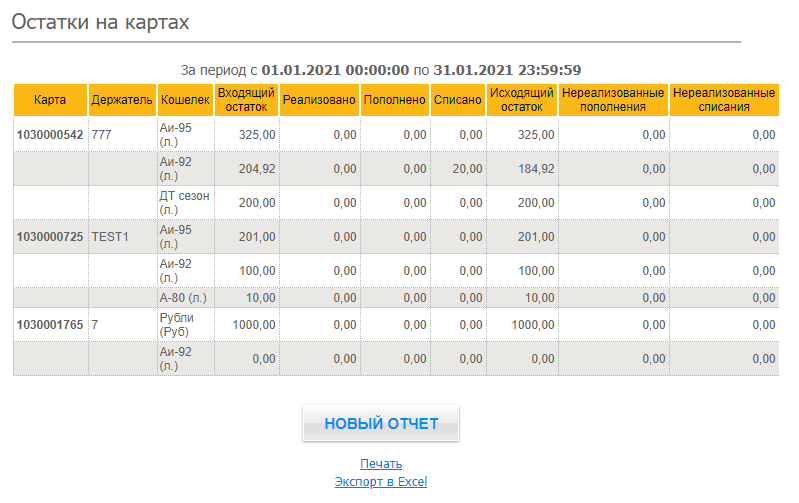 Остатки на картах
За период с 01.01.2021 00:00:00 по 31.01.2021 23:59:59
Карта Держатель Кошелек Входящий остаток Реализовано Пополнено Списано Исходящий остаток Нереализованные пополнения Нереализованные списания
1030000542 777 Аи-95 (л.) 325,00 0,00 0,00 0,00 325,00 0,00 0,00
Аи-92 (л.) 204,92 0,00 0,00 20,00 184,92 0,00 0,00
ДТ сезон (л.) 200,00 0,00 0,00 0,00 200,00 0,00 0,00
1030000725 TEST1 Аи-95 (л.) 201,00 0,00 0,00 0,00 201,00 0,00 0,00
Аи-92 (л.) 100,00 0,00 0,00 0,00 100,00 0,00 0,00
А-80 (л.) 10,00 0,00 0,00 0,00 10,00 0,00 0,00
1030001765 7 Рубли (Руб) 1000,00 0,00 0,00 0,00 1000,00 0,00 0,00
Аи-92 (л.) 0,00 0,00 0,00 0,00 0,00 0,00 0,00
НОВЫЙ ОТЧЕТ
Печать
Экспорт в Excel